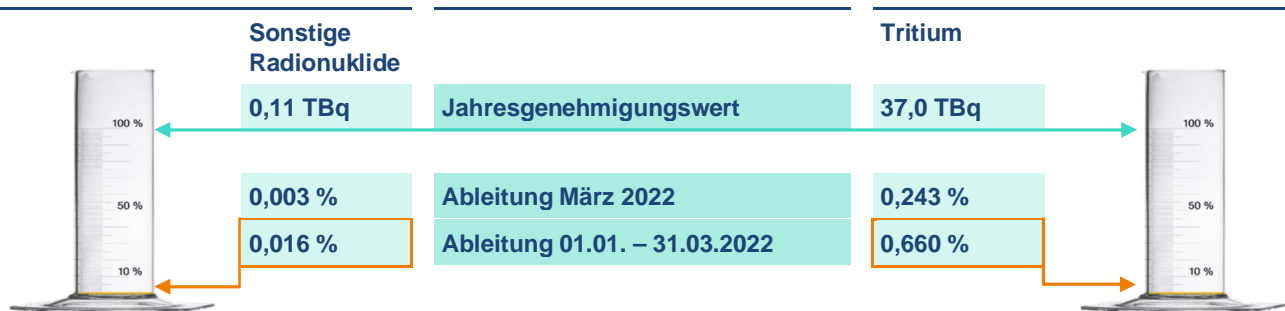 Sonstige
Radionuklide
Tritium
0,11 TBq
Jahresgenehmigungswert
37,0 TBq
100 %
100 %
0,003 %
Ableitung März 2022
0,243 %
50 %
50 %
0,016 %
Ableitung 01.01. – 31.03.2022
0,660 %
10 %
10 %